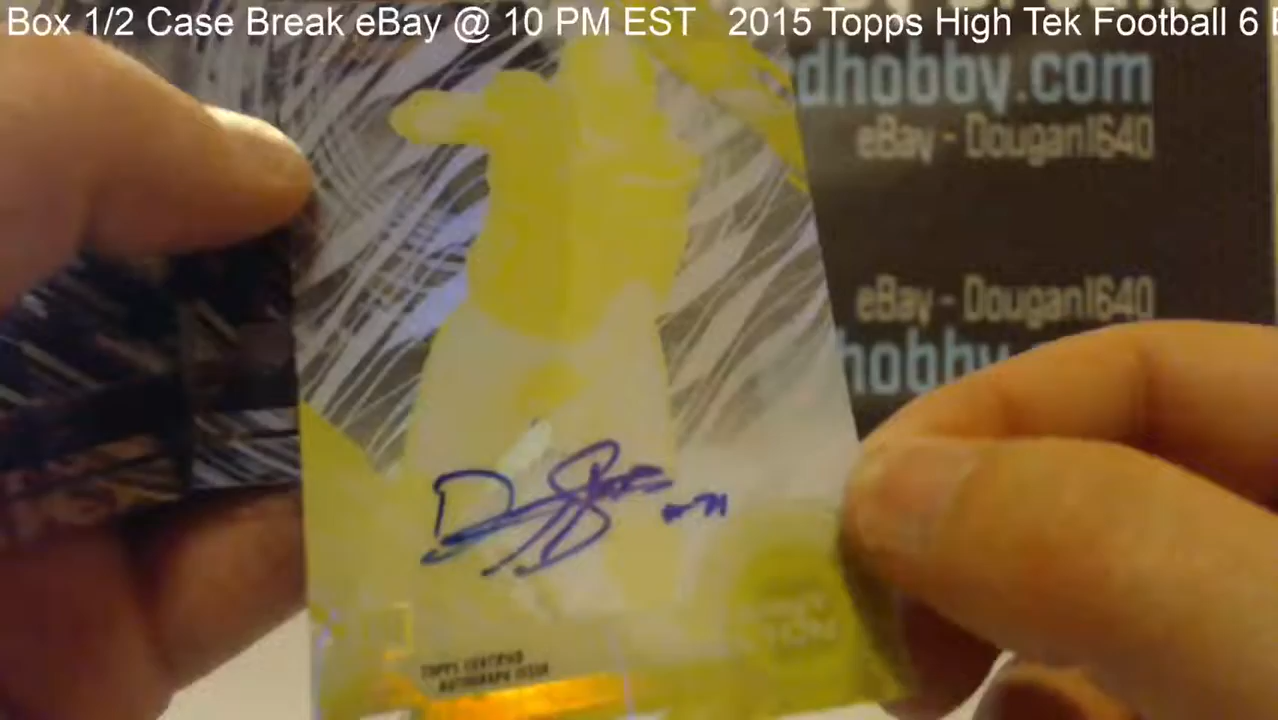 Box 1/2 Case Break eBay @ 10 PM EST 2015 Topps High Tek Football 6
dhobby.com
eBay - Dougan1640
eBay - Dougan1640
hobby
TOPPS CERTIFIED
AUTOGRAPH ISSUE